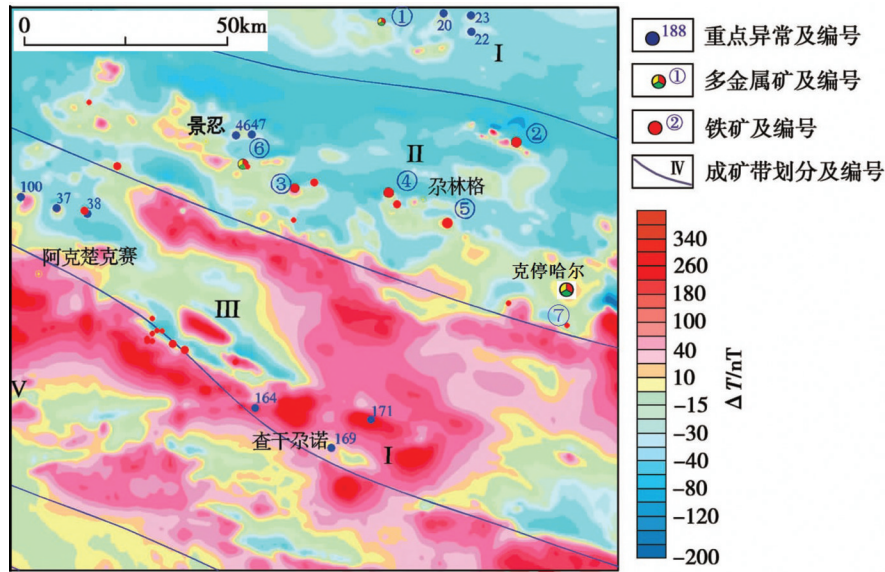 0 50km
①
20
23
22
I
188
重点异常及编号
①
多金属矿及编号
②
铁矿及编号
IV
成矿带划分及编号
景忍
4647
⑥
②
II
③
④
尕林格
⑤
100
37
38
阿克楚克赛
克停哈尔
⑦
III
V
164
171
查干尕诺
169
I
340
260
180
100
40
10
−15
−30
−40
−80
−120
−200
Δ T/nT